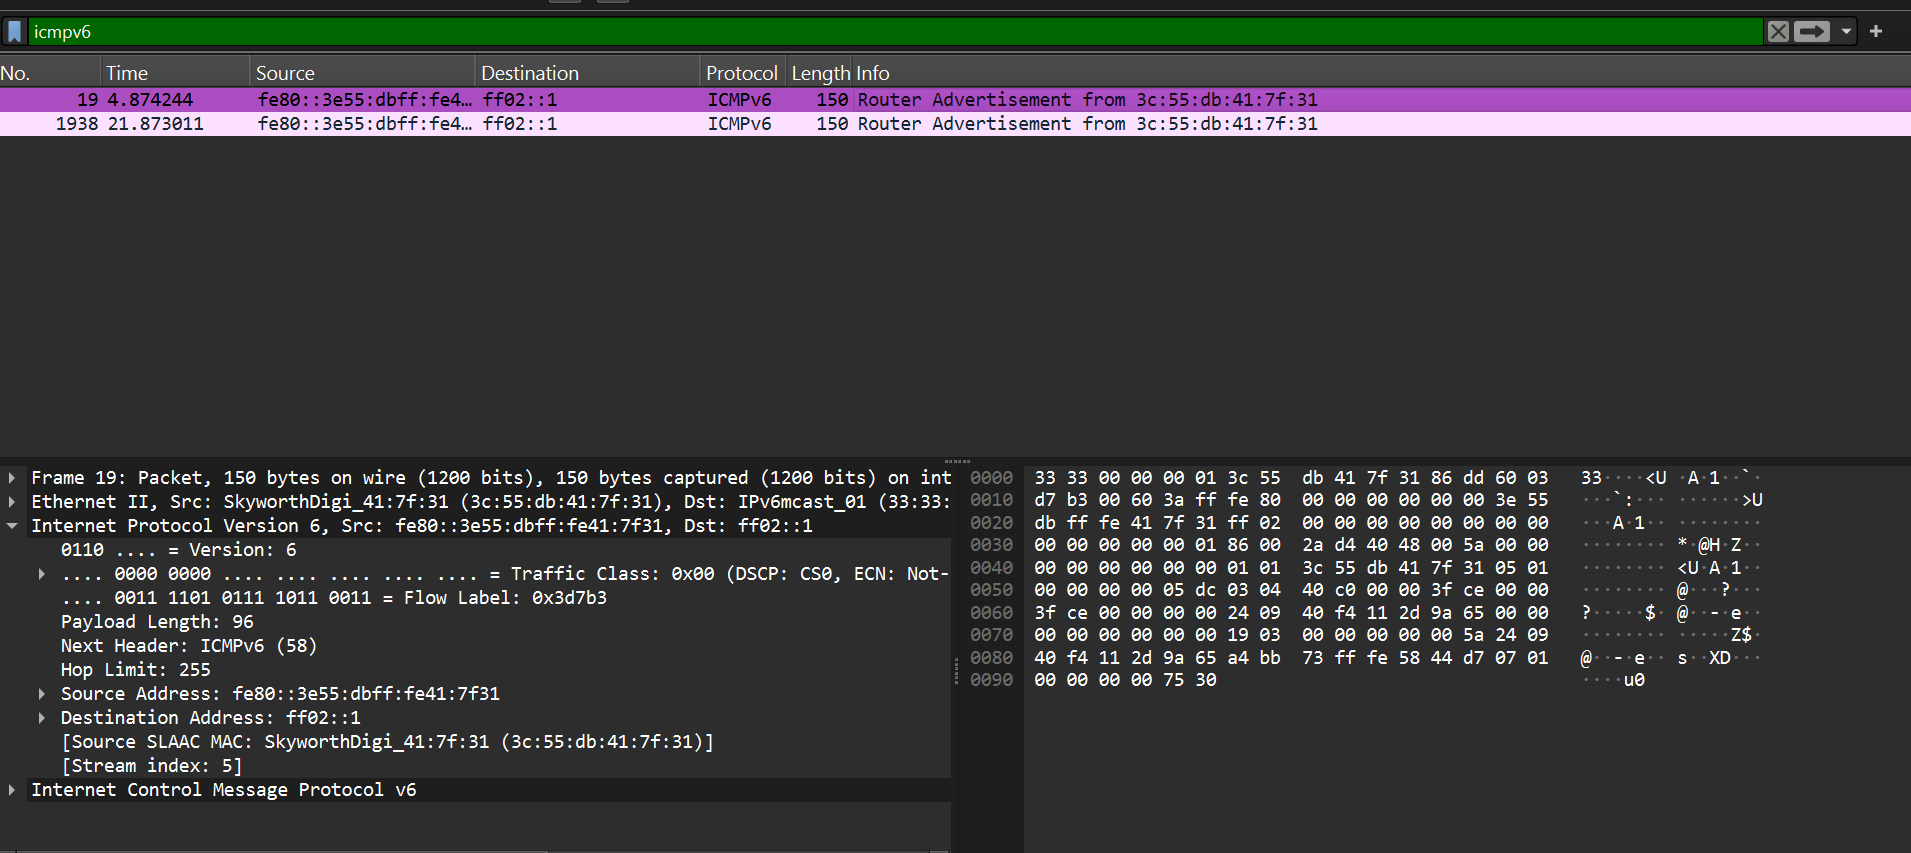 icmpv6
No. Time Source Destination Protocol Length Info
19 4.874244 fe80::3e55:dbff:fe4… ff02::1 ICMPv6 150 Router Advertisement from 3c:55:db:41:7f:31
1938 21.873011 fe80::3e55:dbff:fe4… ff02::1 ICMPv6 150 Router Advertisement from 3c:55:db:41:7f:31
Frame 19: Packet, 150 bytes on wire (1200 bits), 150 bytes captured (1200 bits) on int
Ethernet II, Src: SkyworthDigi_41:7f:31 (3c:55:db:41:7f:31), Dst: IPv6mcast_01 (33:33:
Internet Protocol Version 6, Src: fe80::3e55:dbff:fe41:7f31, Dst: ff02::1
0110 .... = Version: 6
.... 0000 0000 .... .... .... .... .... = Traffic Class: 0x00 (DSCP: CS0, ECN: Not-
.... 0011 1101 0111 1011 0011 = Flow Label: 0x3d7b3
Payload Length: 96
Next Header: ICMPv6 (58)
Hop Limit: 255
Source Address: fe80::3e55:dbff:fe41:7f31
Destination Address: ff02::1
[Source SLAAC MAC: SkyworthDigi_41:7f:31 (3c:55:db:41:7f:31)]
[Stream index: 5]
Internet Control Message Protocol v6
0000 33 33 00 00 00 01 3c 55 db 41 7f 31 86 dd 60 03 33····<U ·A·1··`·
0010 d7 b3 00 60 3a ff fe 80 00 00 00 00 00 00 3e 55 ···`:··· ······>U
0020 db ff fe 41 7f 31 ff 02 00 00 00 00 00 00 00 00 ···A·1·· ········
0030 00 00 00 00 00 01 86 00 2a d4 40 48 00 5a 00 00 ········ *·@H·Z··
0040 00 00 00 00 00 00 01 01 3c 55 db 41 7f 31 05 01 ········ <U·A·1··
0050 00 00 00 00 05 dc 03 04 40 c0 00 00 3f ce 00 00 ········ @···?···
0060 3f ce 00 00 00 00 24 09 40 f4 11 2d 9a 65 00 00 ?·····$· @··-·e··
0070 00 00 00 00 00 00 19 03 00 00 00 00 00 5a 24 09 ········ ·····Z$·
0080 40 f4 11 2d 9a 65 a4 bb 73 ff fe 58 44 d7 07 01 @··-·e·· s··XD···
0090 00 00 00 00 75 30 ····u0